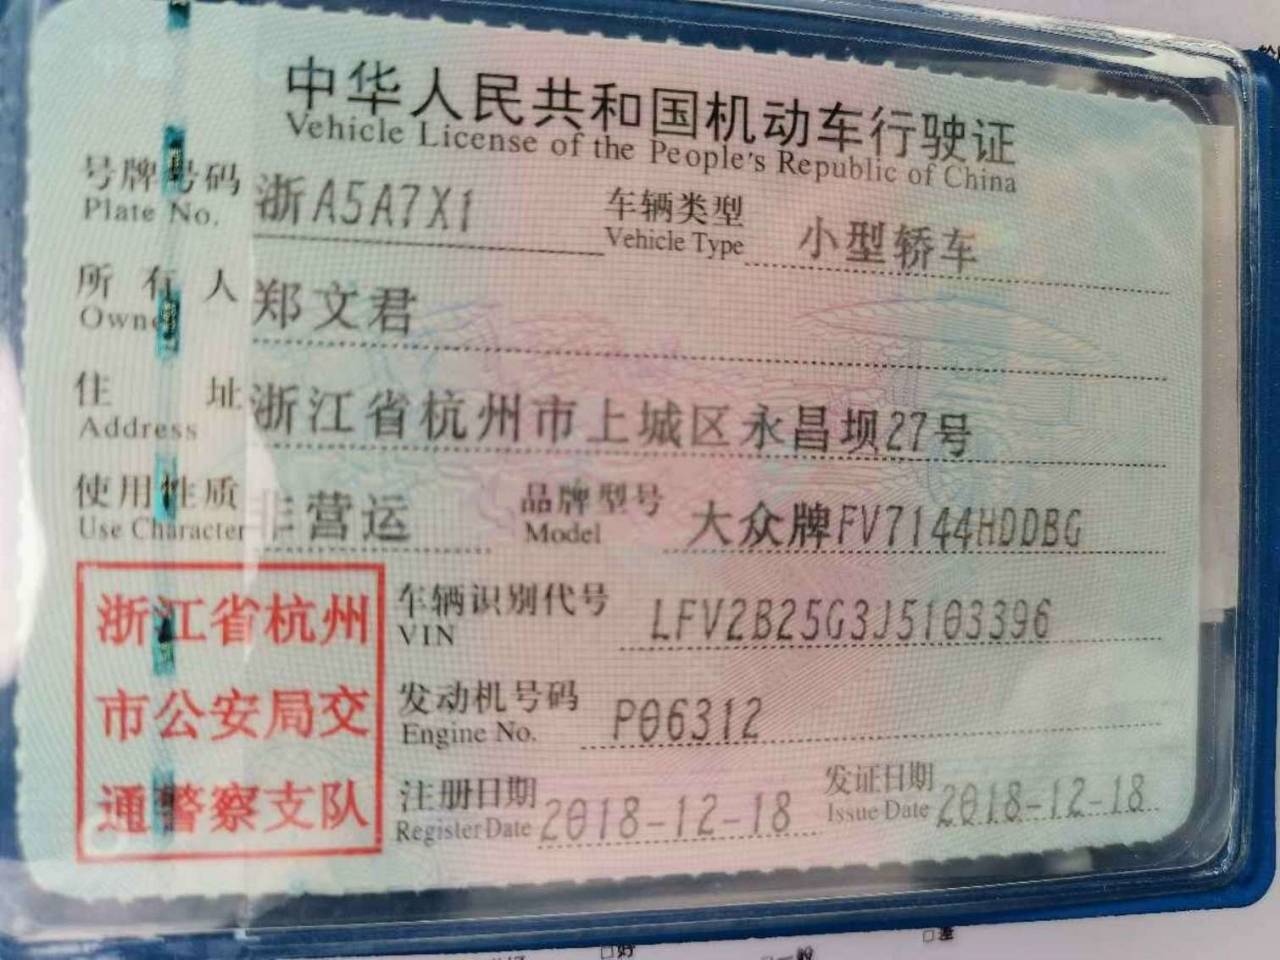 中华人民共和国机动车行驶证
Vehicle License of the People's Republic of China
号牌号码 浙A5A7X1 车辆类型 小型轿车
Plate No. Vehicle Type
所有人 郑文君
Owner
住址 浙江省杭州市上城区永昌坝27号
Address
使用性质 非营运 品牌型号 大众牌FV7144HDDBG
Use Character Model
浙江省杭州
市公安局交
通警察支队
车辆识别代号 LFV2B25G3J5103396
VIN
发动机号码 P06312
Engine No.
注册日期 2018-12-18 发证日期 2018-12-18
Register Date Issue Date